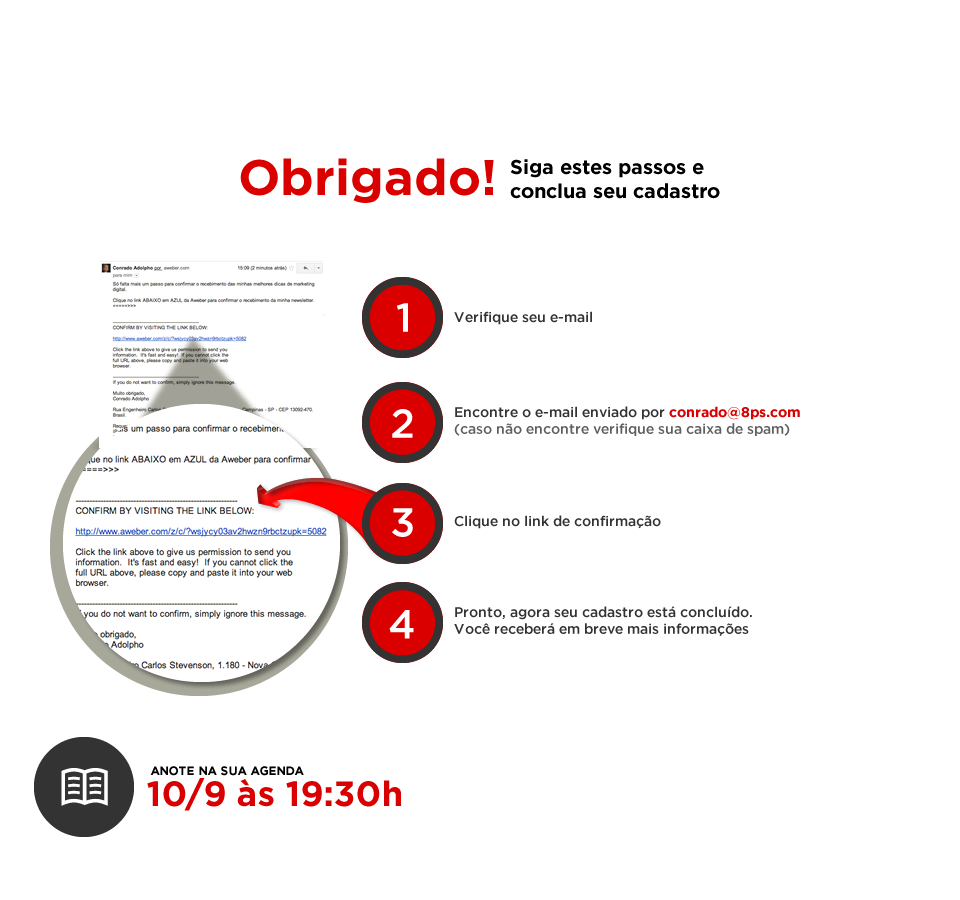 Obrigado!
Siga estes passos e
conclua seu cadastro
Conrado Adolpho por aweber.com
15:09 (2 minutos atrás)
para mim
Só falta mais um passo para confirmar o recebimento das minhas melhores dicas de marketing
digital.
Clique no link ABAIXO em AZUL da Aweber para confirmar o recebimento da minha newsletter.
=====>>>
CONFIRM BY VISITING THE LINK BELOW:
http://www.aweber.com/z/c/?wsjycy03av2hwzn9rbctzupk=5082
Click the link above to give us permission to send you
information. It's fast and easy! If you cannot click the
full URL above, please copy and paste it into your web
browser.
If you do not want to confirm, simply ignore this message.
Muito obrigado,
Conrado Adolpho
Rua Engenheiro Campinas - SP - CEP 13092-470.
Brasil
um passo para confirmar o
que no link ABAIXO em AZUL da Aweber para confirmar
====>>>
CONFIRM BY VISITING THE LINK BELOW:
http://www.aweber.com/z/c/?wsjycy03av2hwzn9rbctzupk=5082
Click the link above to give us permission to send you
information. It's fast and easy! If you cannot click the
full URL above, please copy and paste it into your web
browser.
you do not want to confirm, simply ignore this message.
obrigado,
Adolpho
Carlos Stevenson, 1.180 - Nova
1
Verifique seu e-mail
2
Encontre o e-mail enviado por conrado@8ps.com
(caso não encontre verifique sua caixa de spam)
3
Clique no link de confirmação
4
Pronto, agora seu cadastro está concluído.
Você receberá em breve mais informações
ANOTE NA SUA AGENDA
10/9 às 19:30h